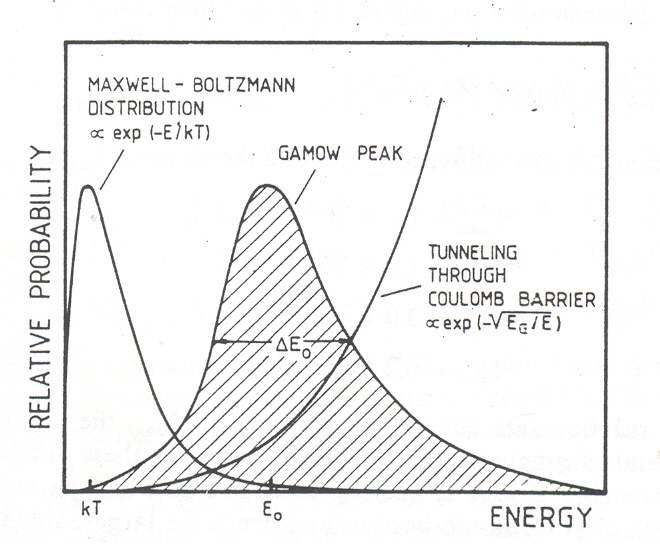 MAXWELL - BOLTZMANN
DISTRIBUTION
∝ exp (-E/kT)
GAMOW PEAK
TUNNELING
THROUGH
COULOMB BARRIER
∝ exp (-√E_G/E)
ΔE₀
RELATIVE PROBABILITY
kT
E₀
ENERGY